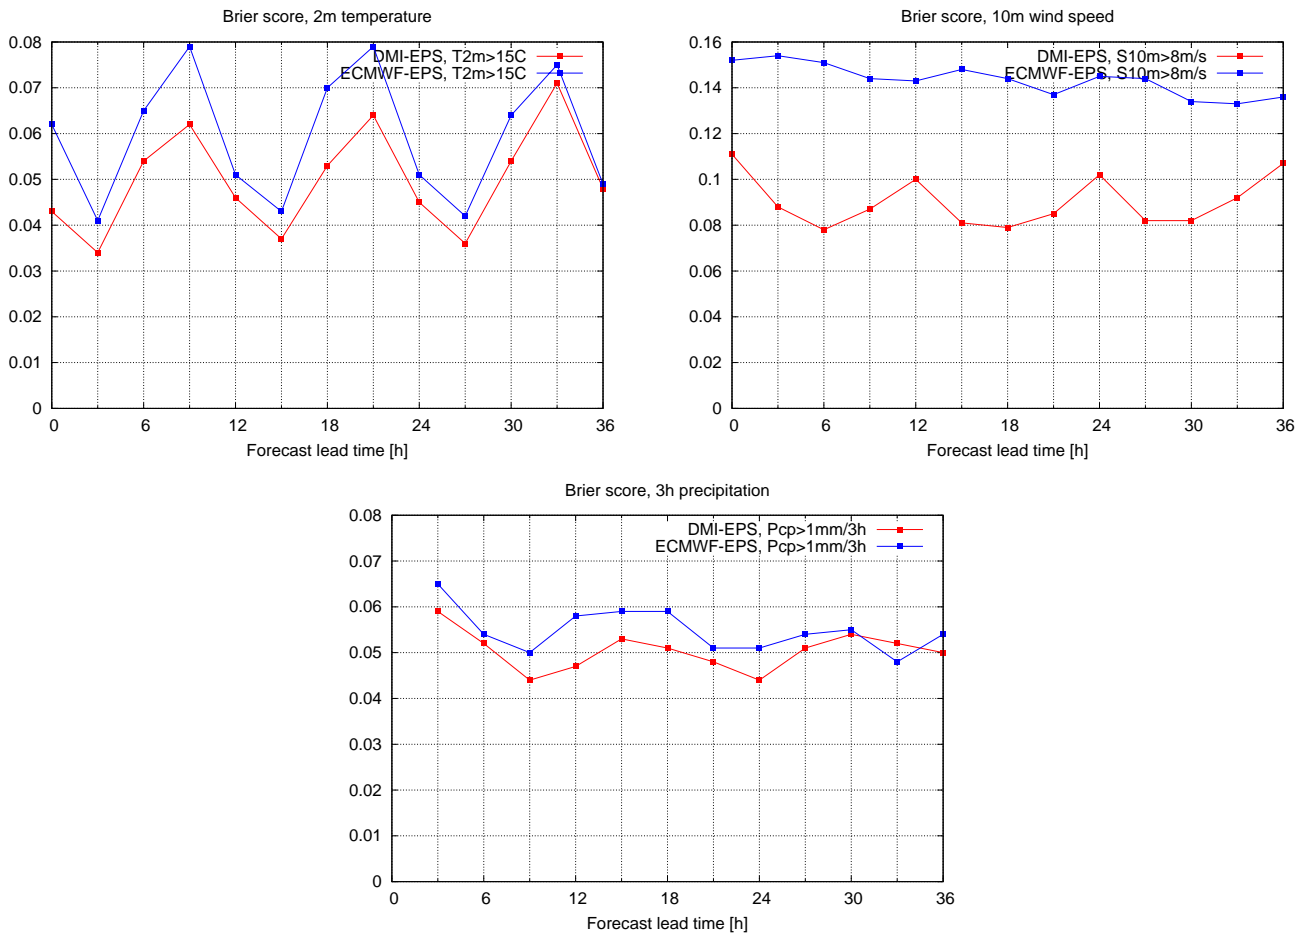 Brier score, 2m temperature
0.08
0.07
0.06
0.05
0.04
0.03
0.02
0.01
0
DMI-EPS, T2m>15C
ECMWF-EPS, T2m>15C
0 6 12 18 24 30 36
Forecast lead time [h]
Brier score, 10m wind speed
0.16
0.14
0.12
0.1
0.08
0.06
0.04
0.02
0
DMI-EPS, S10m>8m/s
ECMWF-EPS, S10m>8m/s
0 6 12 18 24 30 36
Forecast lead time [h]
Brier score, 3h precipitation
0.08
0.07
0.06
0.05
0.04
0.03
0.02
0.01
0
DMI-EPS, Pcp>1mm/3h
ECMWF-EPS, Pcp>1mm/3h
0 6 12 18 24 30 36
Forecast lead time [h]